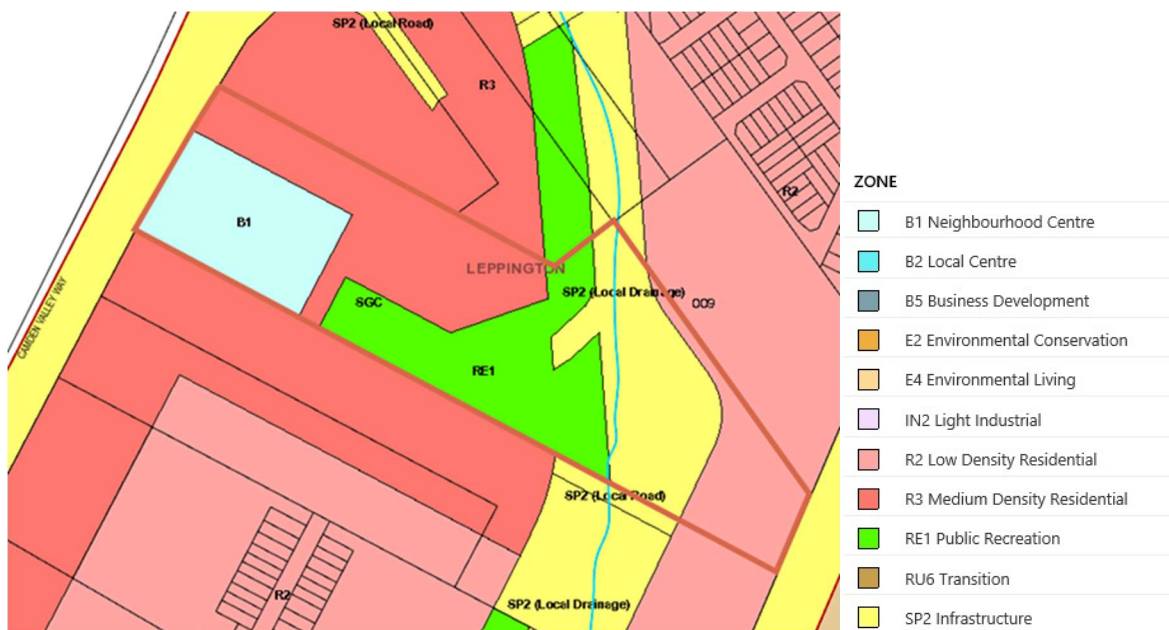 SP2 (Local Road)
R3
R2
B1
LEPPINGTON
SP2 (Local Drainage)
009
SGC
CAMDEN VALLEY WAY
RE1
SP2 (Local Road)
R2
SP2 (Local Drainage)
ZONE
B1 Neighbourhood Centre
B2 Local Centre
B5 Business Development
E2 Environmental Conservation
E4 Environmental Living
IN2 Light Industrial
R2 Low Density Residential
R3 Medium Density Residential
RE1 Public Recreation
RU6 Transition
SP2 Infrastructure